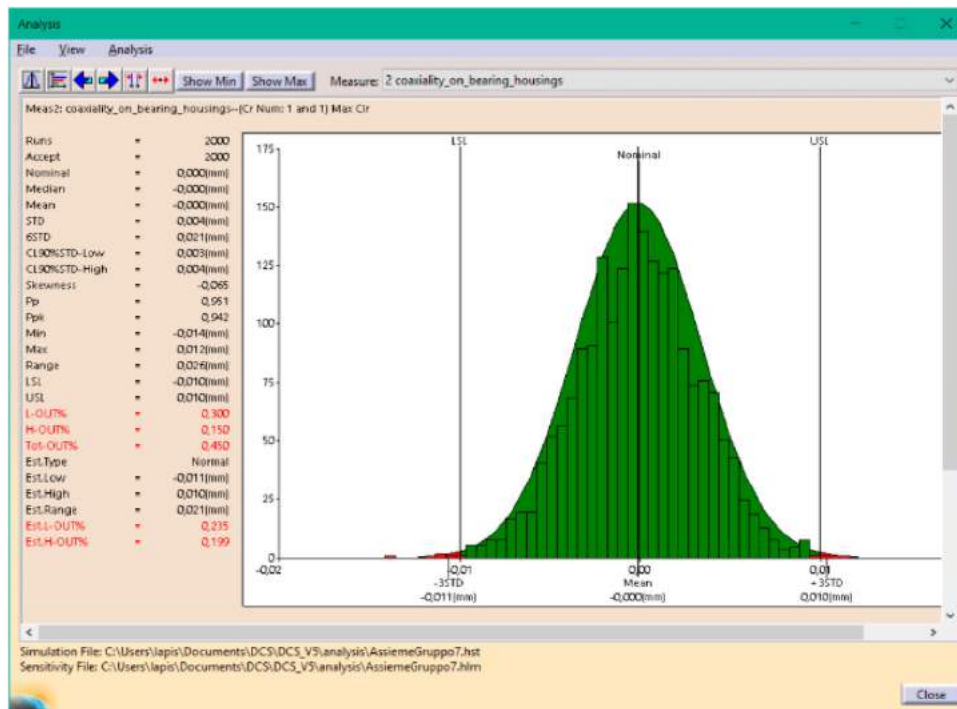 Analysis
File View Analysis
Show Min Show Max Measure: 2 coaxiality_on_bearing_housings
Meas2: coaxiality_on_bearing_housings--(Cr Num: 1 and 1) Max Clr
Runs = 2000
Accept = 2000
Nominal = 0,000(mm)
Median = -0,000(mm)
Mean = -0,000(mm)
STD = 0,004(mm)
6STD = 0,021(mm)
CL90%STD-Low = 0,003(mm)
CL90%STD-High = 0,004(mm)
Skewness = -0,065
Pp = 0,951
Ppk = 0,942
Min = -0,014(mm)
Max = 0,012(mm)
Range = 0,026(mm)
LSL = -0,010(mm)
USL = 0,010(mm)
L-OUT% = 0,300
H-OUT% = 0,150
Tot-OUT% = 0,450
Est.Type Normal
Est.Low = -0,011(mm)
Est.High = 0,010(mm)
Est.Range = 0,021(mm)
Est.L-OUT% = 0,235
Est.H-OUT% = 0,199
LSL USL
Nominal
175
150
125
100
75
50
25
0
-0,02 -0,01 0,00 0,01
-3STD Mean +3STD
-0,011(mm) -0,000(mm) 0,010(mm)
Simulation File: C:\Users\lapis\Documents\DCS\DCS_V5\analysis\AssiemeGruppo7.hst
Sensitivity File: C:\Users\lapis\Documents\DCS\DCS_V5\analysis\AssiemeGruppo7.hlm
Close